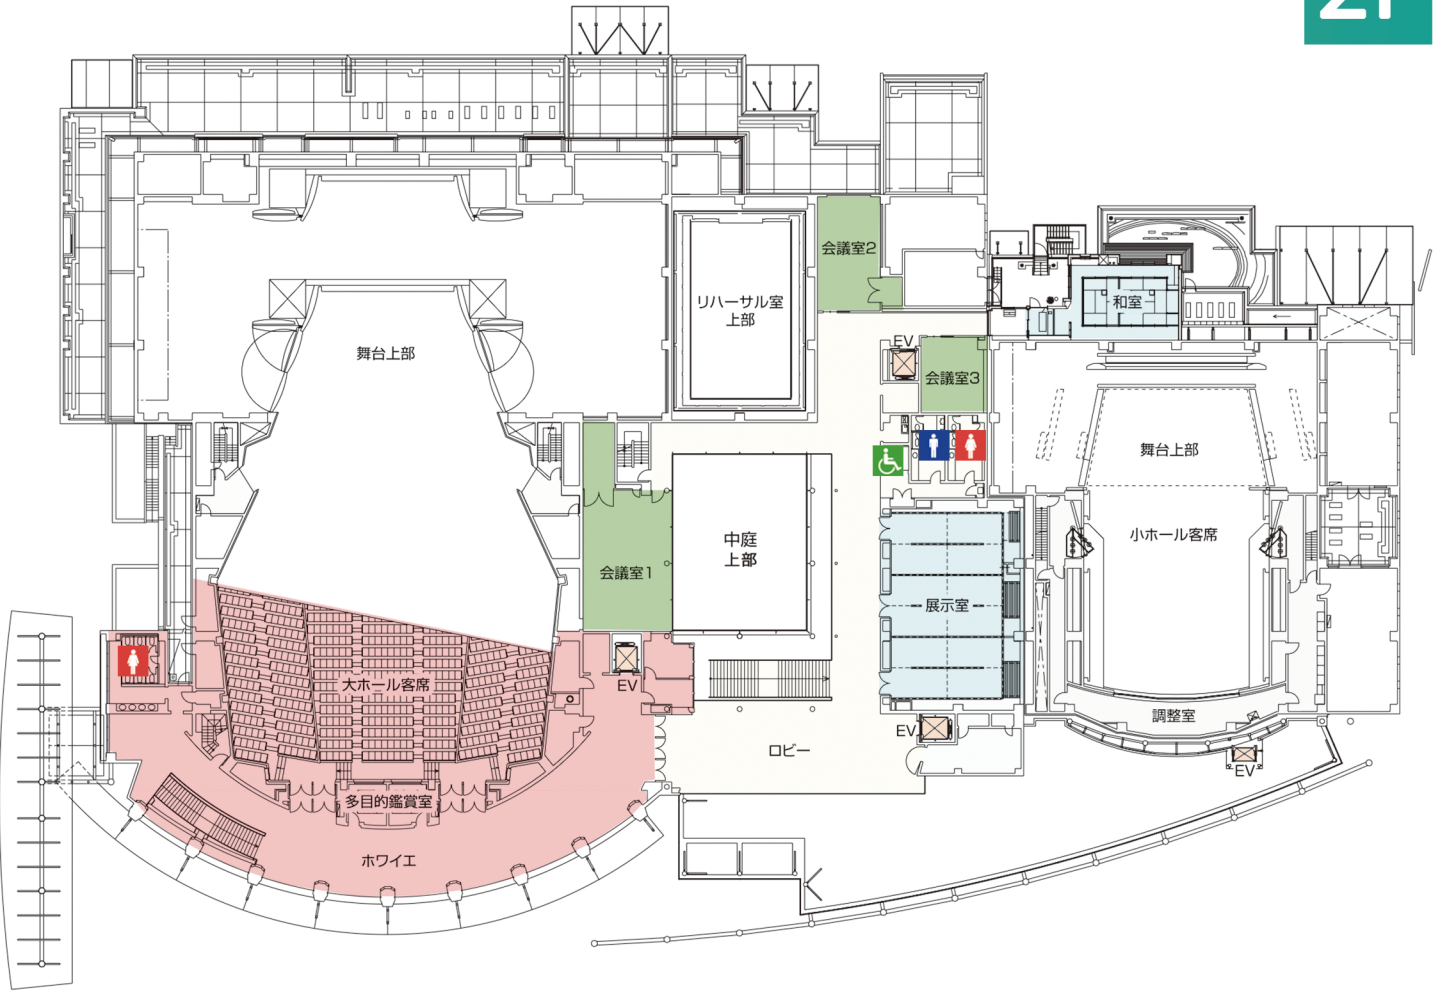 2F
会議室2
リハーサル室
上部
和室
EV
舞台上部
会議室3
舞台上部
中庭
上部
小ホール客席
会議室1
展示室
大ホール客席
EV
調整室
EV
ロビー
EV
多目的鑑賞室
ホワイエ